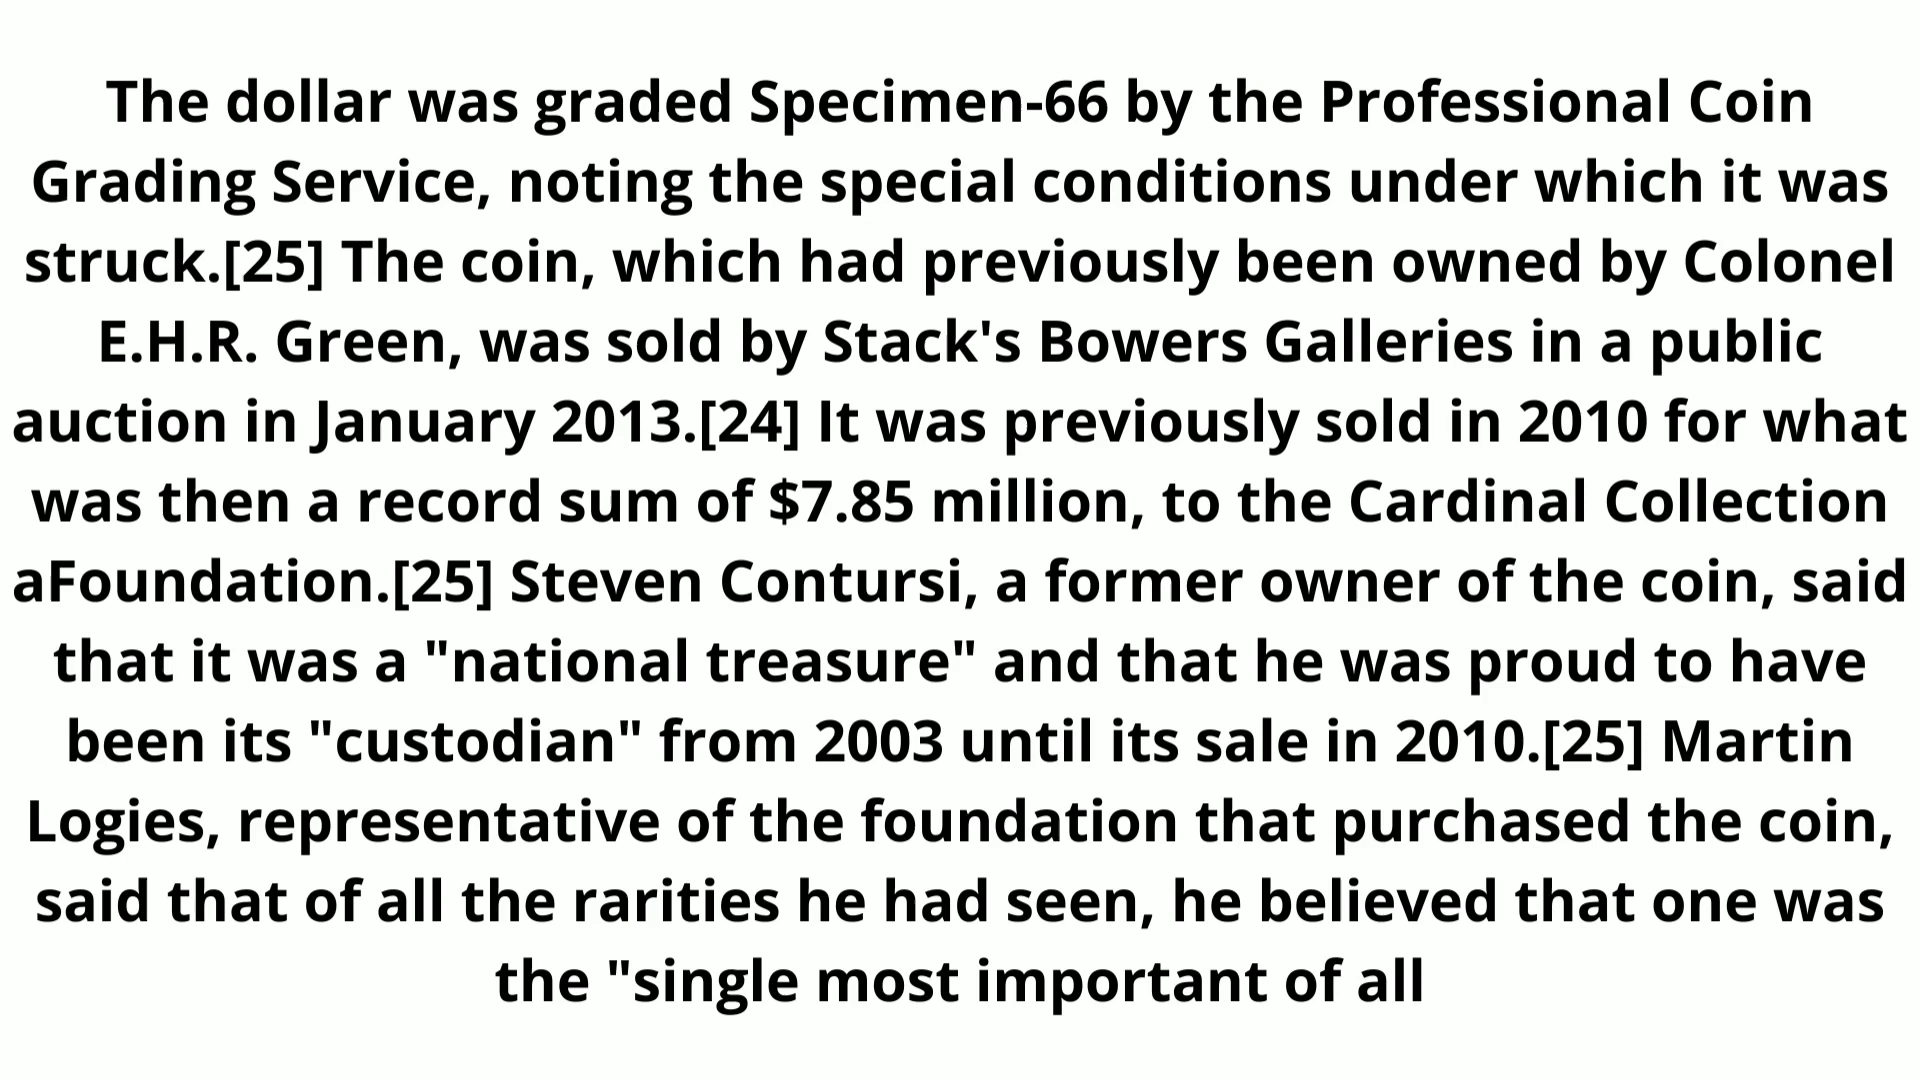 The dollar was graded Specimen-66 by the Professional Coin
Grading Service, noting the special conditions under which it was
struck.[25] The coin, which had previously been owned by Colonel
E.H.R. Green, was sold by Stack's Bowers Galleries in a public
auction in January 2013.[24] It was previously sold in 2010 for what
was then a record sum of $7.85 million, to the Cardinal Collection
aFoundation.[25] Steven Contursi, a former owner of the coin, said
that it was a "national treasure" and that he was proud to have
been its "custodian" from 2003 until its sale in 2010.[25] Martin
Logies, representative of the foundation that purchased the coin,
said that of all the rarities he had seen, he believed that one was
the "single most important of all